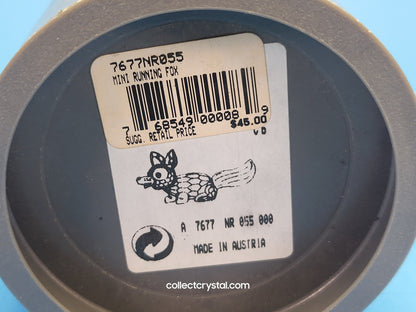 7677NR055
MINI RUNNING FOX
7 68549 00008 9
SUGG. RETAIL PRICE $45.00
A 7677 NR 055 000
MADE IN AUSTRIA
collectcrystal.com